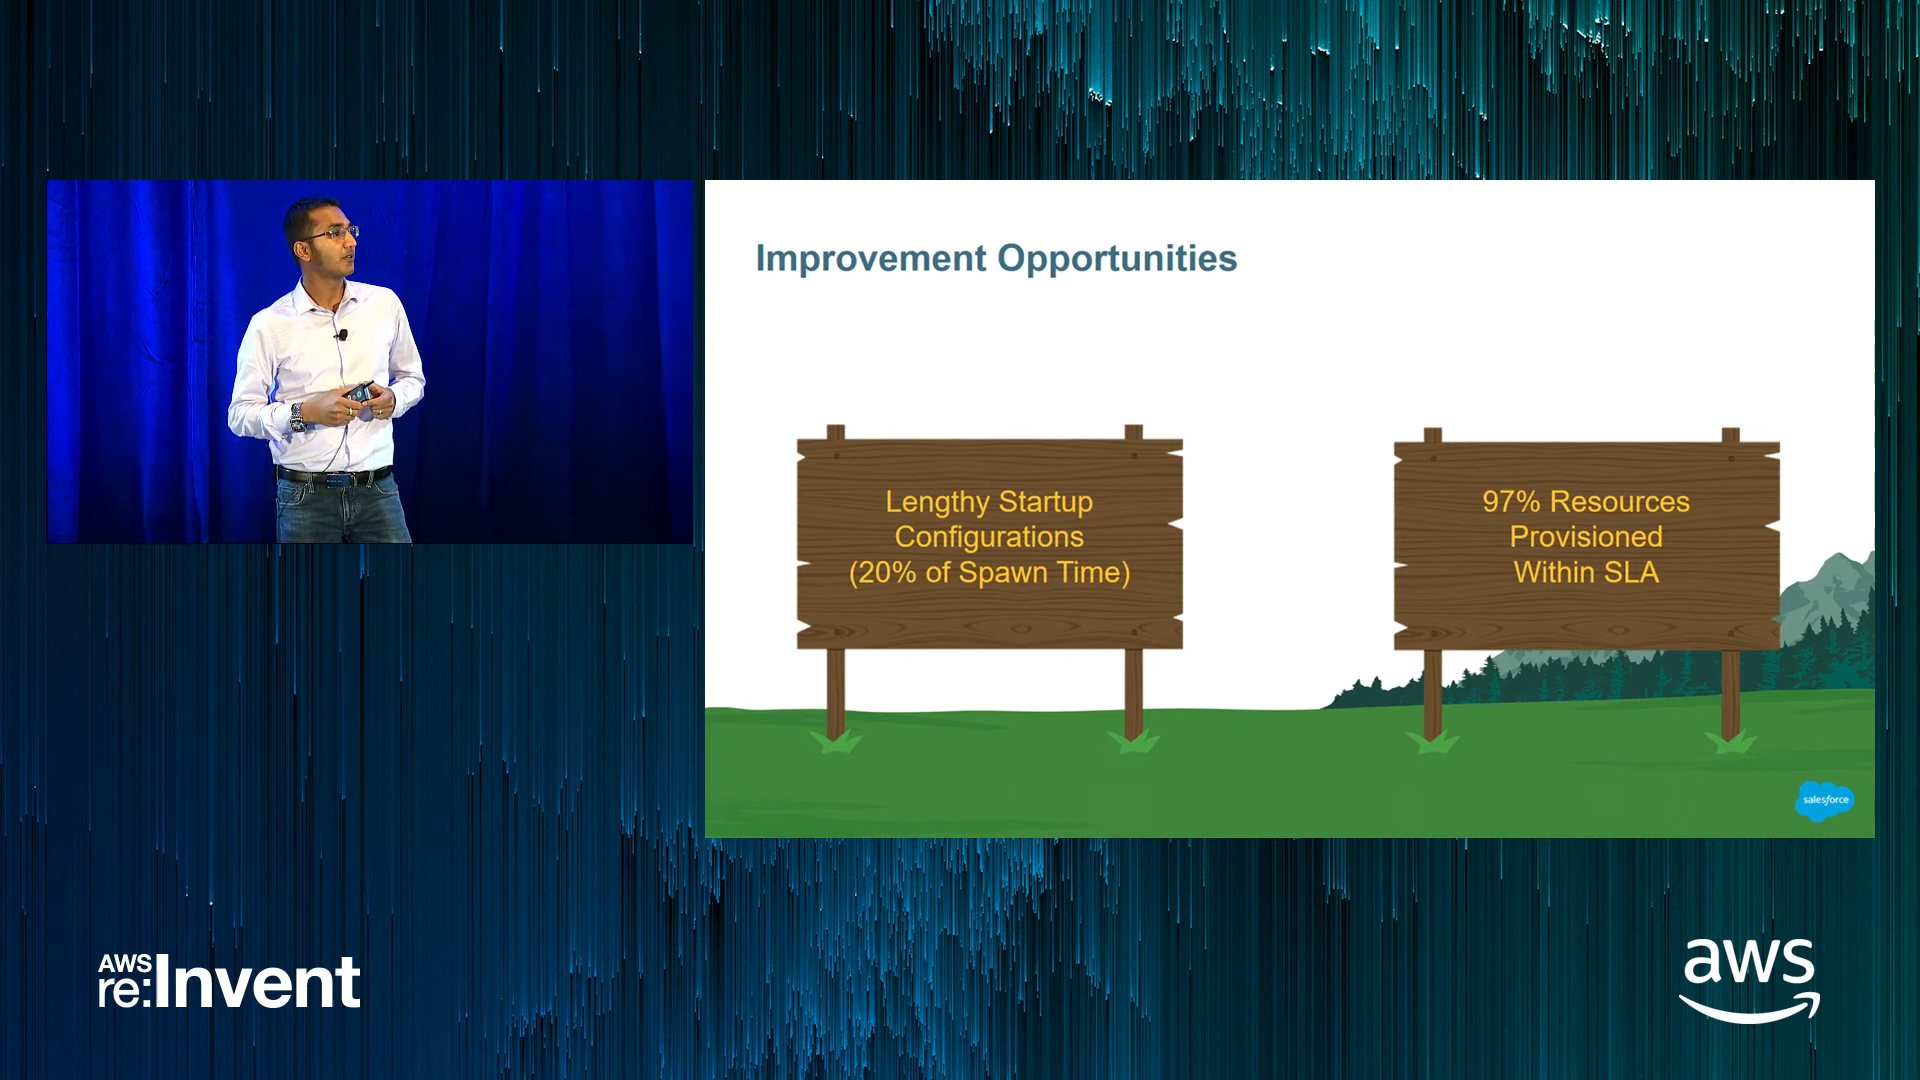 Improvement Opportunities
Lengthy Startup
Configurations
(20% of Spawn Time)
97% Resources
Provisioned
Within SLA
salesforce
AWS
re:Invent
aws